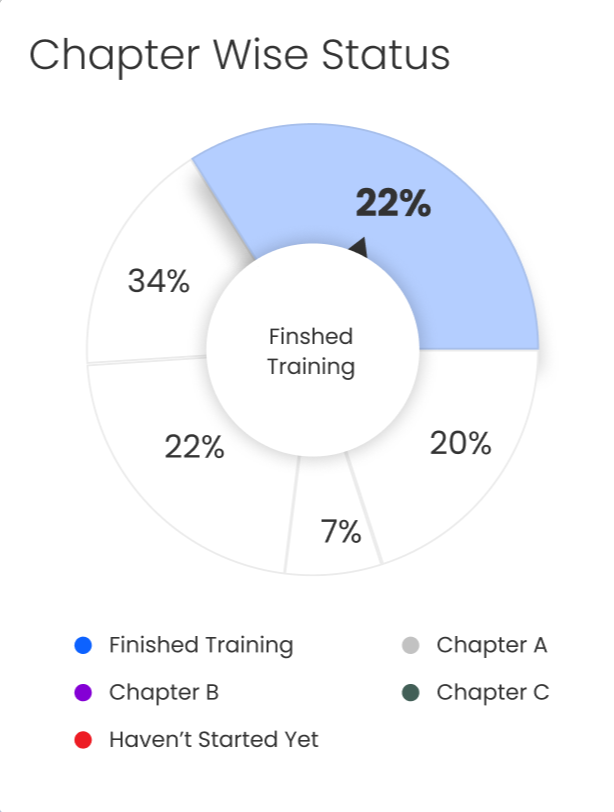 Chapter Wise Status
22%
34%
Finshed
Training
22%
20%
7%
Finished Training
Chapter A
Chapter B
Chapter C
Haven’t Started Yet